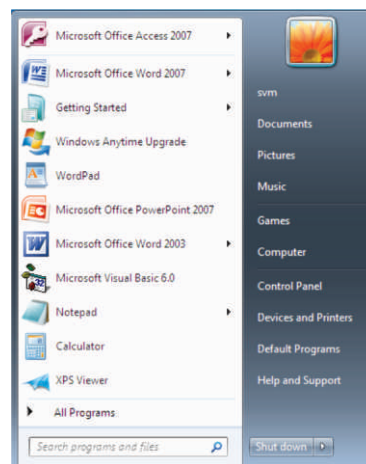 Microsoft Office Access 2007
Microsoft Office Word 2007
Getting Started
Windows Anytime Upgrade
WordPad
Microsoft Office PowerPoint 2007
Microsoft Office Word 2003
Microsoft Visual Basic 6.0
Notepad
Calculator
XPS Viewer
All Programs
Search programs and files
svm
Documents
Pictures
Music
Games
Computer
Control Panel
Devices and Printers
Default Programs
Help and Support
Shut down